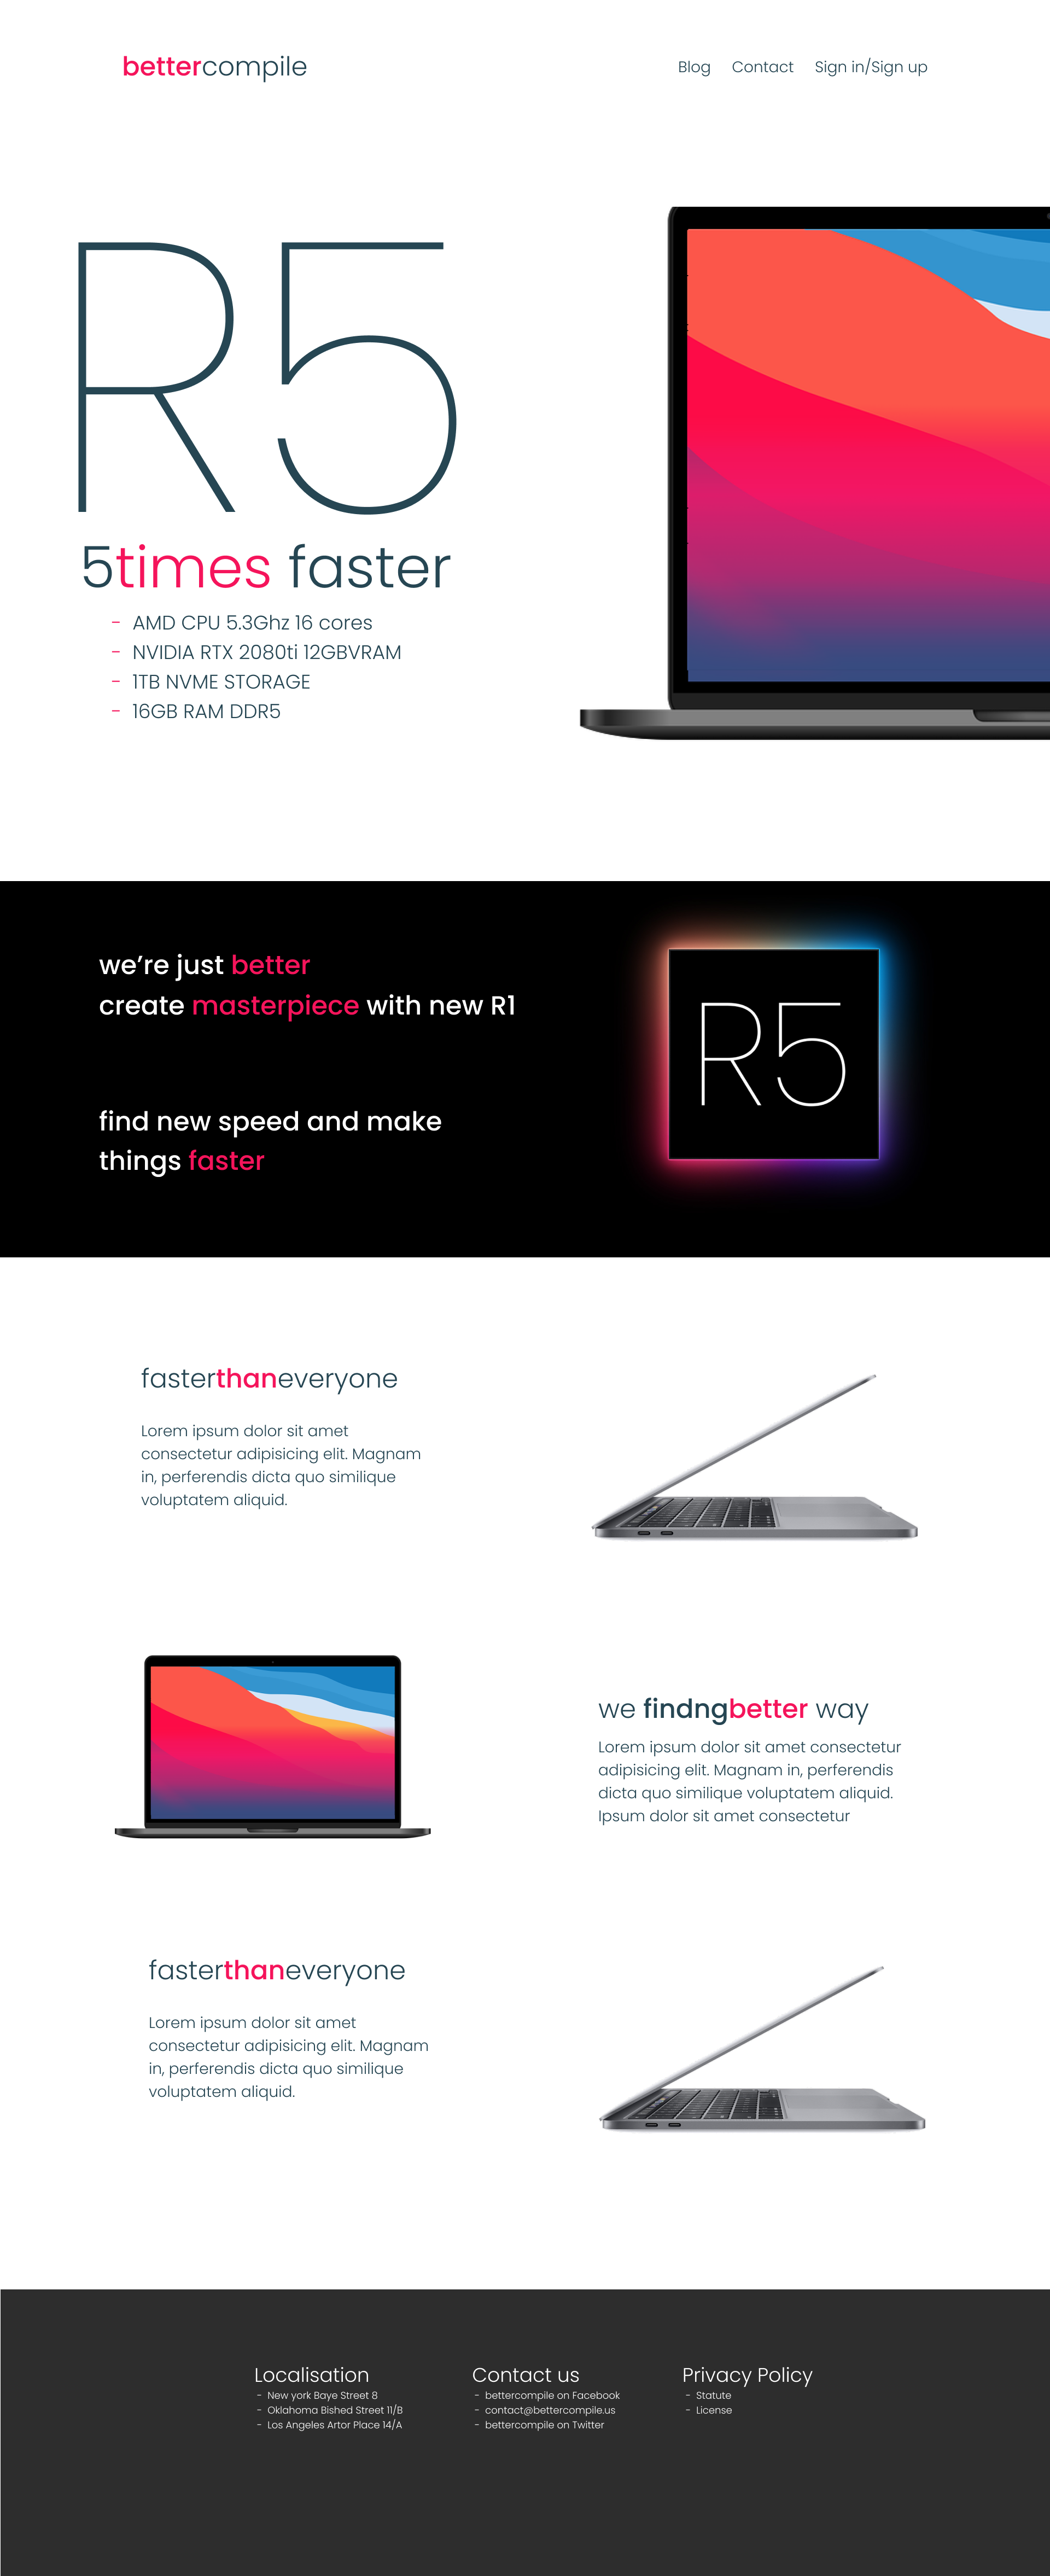 bettercompile
Blog Contact Sign in/Sign up
R5
5times faster
- AMD CPU 5.3Ghz 16 cores
- NVIDIA RTX 2080ti 12GBVRAM
- 1TB NVME STORAGE
- 16GB RAM DDR5
we’re just better
create masterpiece with new R1
find new speed and make
things faster
R5
fasterthaneveryone
Lorem ipsum dolor sit amet
consectetur adipisicing elit. Magnam
in, perferendis dicta quo similique
voluptatem aliquid.
we findngbetter way
Lorem ipsum dolor sit amet consectetur
adipisicing elit. Magnam in, perferendis
dicta quo similique voluptatem aliquid.
Ipsum dolor sit amet consectetur
fasterthaneveryone
Lorem ipsum dolor sit amet
consectetur adipisicing elit. Magnam
in, perferendis dicta quo similique
voluptatem aliquid.
Localisation
- New york Baye Street 8
- Oklahoma Bished Street 11/B
- Los Angeles Artor Place 14/A
Contact us
- bettercompile on Facebook
- contact@bettercompile.us
- bettercompile on Twitter
Privacy Policy
- Statute
- License